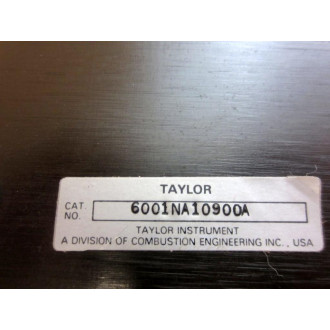 TAYLOR
CAT. NO. 6001NA10900A
TAYLOR INSTRUMENT
A DIVISION OF COMBUSTION ENGINEERING INC., USA